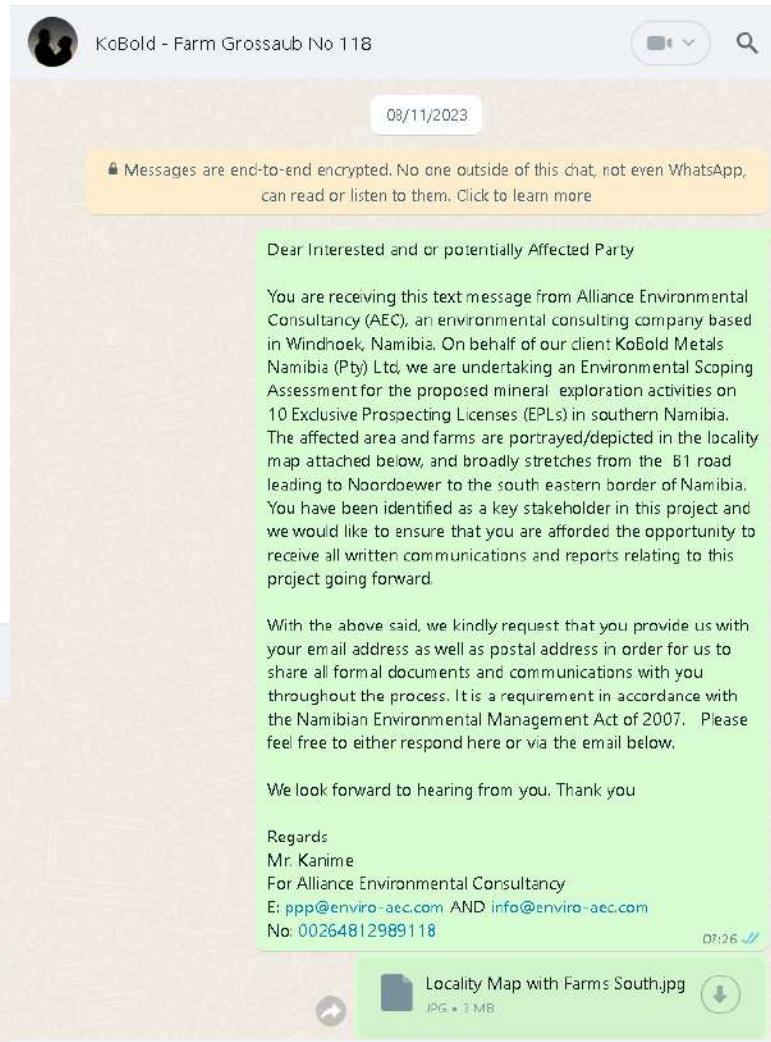 KoBold - Farm Grossaub No 118
08/11/2023
Messages are end-to-end encrypted. No one outside of this chat, not even WhatsApp,
can read or listen to them. Click to learn more
Dear Interested and or potentially Affected Party
You are receiving this text message from Alliance Environmental
Consultancy (AEC), an environmental consulting company based
in Windhoek, Namibia. On behalf of our client KoBold Metals
Namibia (Pty) Ltd, we are undertaking an Environmental Scoping
Assessment for the proposed mineral exploration activities on
10 Exclusive Prospecting Licenses (EPLs) in southern Namibia.
The affected area and farms are portrayed/depicted in the locality
map attached below, and broadly stretches from the B1 road
leading to Noordoewer to the south eastern border of Namibia.
You have been identified as a key stakeholder in this project and
we would like to ensure that you are afforded the opportunity to
receive all written communications and reports relating to this
project going forward.
With the above said, we kindly request that you provide us with
your email address as well as postal address in order for us to
share all formal documents and communications with you
throughout the process. It is a requirement in accordance with
the Namibian Environmental Management Act of 2007. Please
feel free to either respond here or via the email below.
We look forward to hearing from you. Thank you
Regards
Mr. Kanime
For Alliance Environmental Consultancy
E: ppp@enviro-aec.com AND info@enviro-aec.com
No: 00264812989118
07:26
Locality Map with Farms South.jpg
JPG • 3 MB